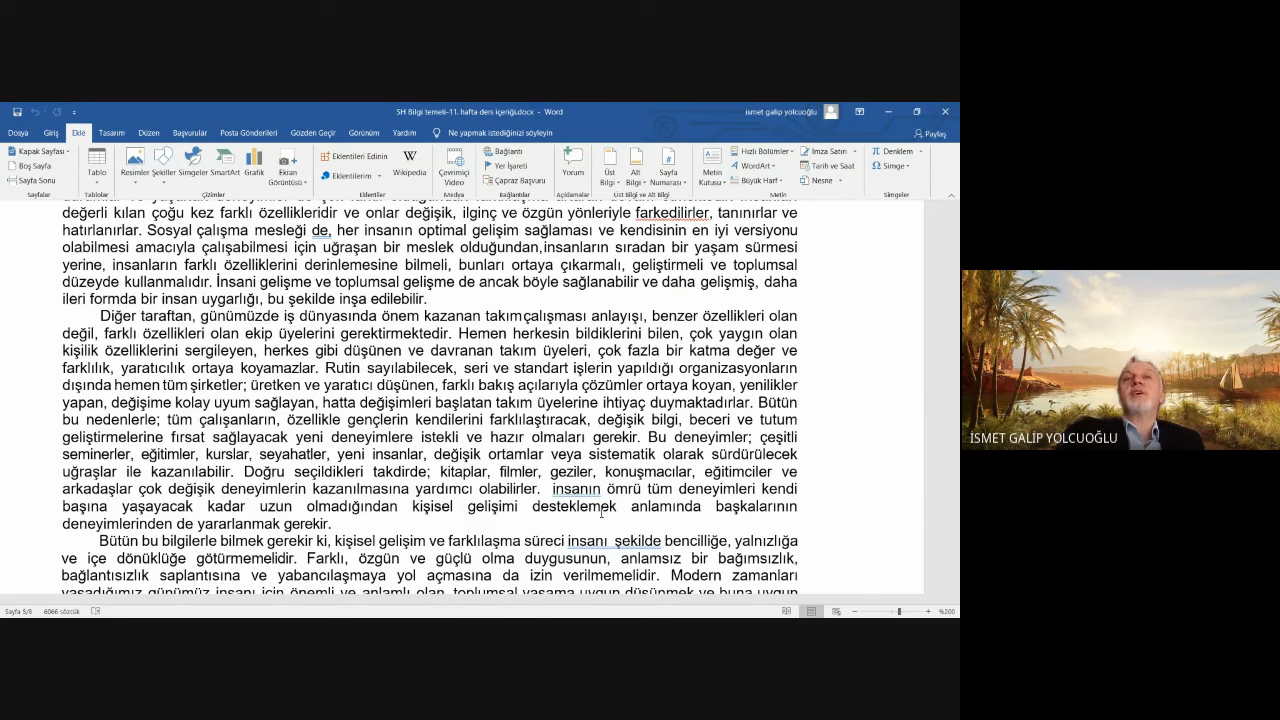 SH Bilgi temeli-11. hafta ders içeriği.docx - Word
ismet galip yolcuoğlu
Dosya Giriş Ekle Tasarım Düzen Başvurular Posta Gönderileri Gözden Geçir Görünüm Yardım Ne yapmak istediğinizi söyleyin Paylaş
Kapak Sayfası
Boş Sayfa
Sayfa Sonu
Sayfalar
Tablo
Tablolar
Resimler Şekiller Simgeler SmartArt Grafik Ekran Görüntüsü
Çizimler
Eklentileri Edinin
Eklentilerim
Wikipedia
Eklentiler
Çevrimiçi Video
Medya
Bağlantı
Yer İşareti
Çapraz Başvuru
Bağlantılar
Yorum
Açıklamalar
Üst Bilgi Alt Bilgi Sayfa Numarası
Üst Bilgi ve Alt Bilgi
Metin Kutusu
Hızlı Bölümler
WordArt
Büyük Harf
İmza Satırı
Tarih ve Saat
Nesne
Metin
Denklem
Simge
Simgeler
değerli kılan çoğu kez farklı özellikleridir ve onlar değişik, ilginç ve özgün yönleriyle farkedilirler, tanınırlar ve
hatırlanırlar. Sosyal çalışma mesleği de, her insanın optimal gelişim sağlaması ve kendisinin en iyi versiyonu
olabilmesi amacıyla çalışabilmesi için uğraşan bir meslek olduğundan,insanların sıradan bir yaşam sürmesi
yerine, insanların farklı özelliklerini derinlemesine bilmeli, bunları ortaya çıkarmalı, geliştirmeli ve toplumsal
düzeyde kullanmalıdır. İnsani gelişme ve toplumsal gelişme de ancak böyle sağlanabilir ve daha gelişmiş, daha
ileri formda bir insan uygarlığı, bu şekilde inşa edilebilir.
Diğer taraftan, günümüzde iş dünyasında önem kazanan takımçalışması anlayışı, benzer özellikleri olan
değil, farklı özellikleri olan ekip üyelerini gerektirmektedir. Hemen herkesin bildiklerini bilen, çok yaygın olan
kişilik özelliklerini sergileyen, herkes gibi düşünen ve davranan takım üyeleri, çok fazla bir katma değer ve
farklılık, yaratıcılık ortaya koyamazlar. Rutin sayılabilecek, seri ve standart işlerin yapıldığı organizasyonların
dışında hemen tüm şirketler; üretken ve yaratıcı düşünen, farklı bakış açılarıyla çözümler ortaya koyan, yenilikler
yapan, değişime kolay uyum sağlayan, hatta değişimleri başlatan takım üyelerine ihtiyaç duymaktadırlar. Bütün
bu nedenlerle; tüm çalışanların, özellikle gençlerin kendilerini farklılaştıracak, değişik bilgi, beceri ve tutum
geliştirmelerine fırsat sağlayacak yeni deneyimlere istekli ve hazır olmaları gerekir. Bu deneyimler; çeşitli
seminerler, eğitimler, kurslar, seyahatler, yeni insanlar, değişik ortamlar veya sistematik olarak sürdürülecek
uğraşlar ile kazanılabilir. Doğru seçildikleri takdirde; kitaplar, filmler, geziler, konuşmacılar, eğitimciler ve
arkadaşlar çok değişik deneyimlerin kazanılmasına yardımcı olabilirler. insanın ömrü tüm deneyimleri kendi
başına yaşayacak kadar uzun olmadığından kişisel gelişimi desteklemek anlamında başkalarının
deneyimlerinden de yararlanmak gerekir.
Bütün bu bilgilerle bilmek gerekir ki, kişisel gelişim ve farklılaşma süreci insanı şekilde bencilliğe, yalnızlığa
ve içe dönüklüğe götürmemelidir. Farklı, özgün ve güçlü olma duygusunun, anlamsız bir bağımsızlık,
bağlantısızlık saplantısına ve yabancılaşmaya yol açmasına da izin verilmemelidir. Modern zamanları
yaşadığımız günümüz insanı için önemli ve anlamlı olan, toplumsal yaşama uygun düşünmek ve buna uygun
Sayfa 5/8 6066 sözcük
%200
İSMET GALİP YOLCUOĞLU